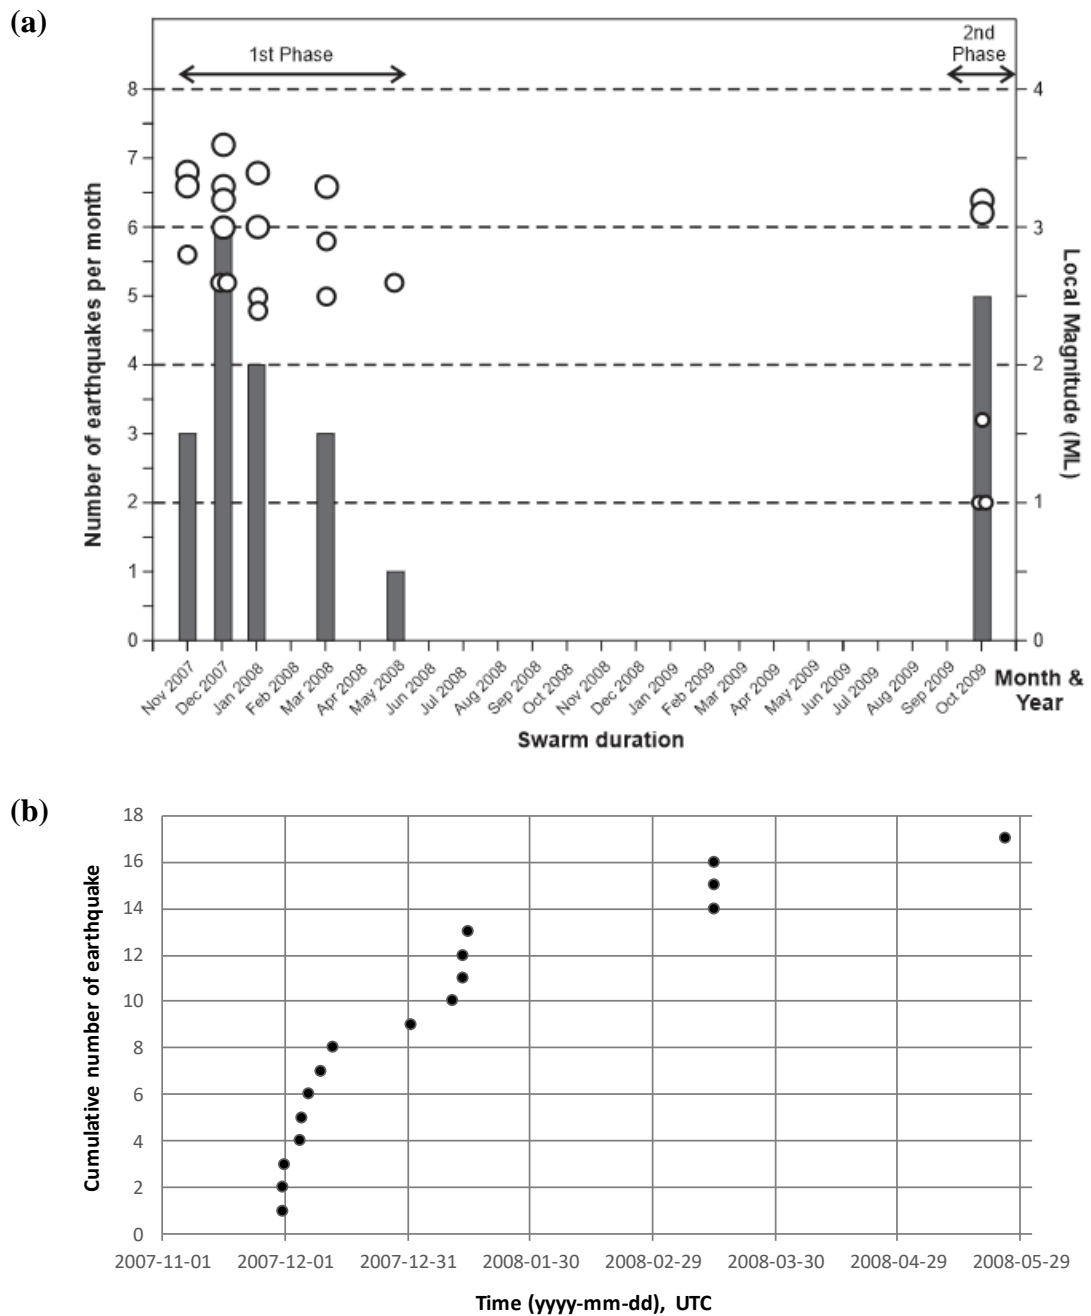 (a)
1st Phase
2nd
Phase
8
7
6
5
4
3
2
1
0
Number of earthquakes per month
4
3
2
1
0
Local Magnitude (ML)
Nov 2007
Dec 2007
Jan 2008
Feb 2008
Mar 2008
Apr 2008
May 2008
Jun 2008
Jul 2008
Aug 2008
Sep 2008
Oct 2008
Nov 2008
Dec 2008
Jan 2009
Feb 2009
Mar 2009
Apr 2009
May 2009
Jun 2009
Jul 2009
Aug 2009
Sep 2009
Oct 2009
Month &
Year
Swarm duration
(b)
18
16
14
12
10
8
6
4
2
0
Cumulative number of earthquake
2007-11-01 2007-12-01 2007-12-31 2008-01-30 2008-02-29 2008-03-30 2008-04-29 2008-05-29
Time (yyyy-mm-dd), UTC